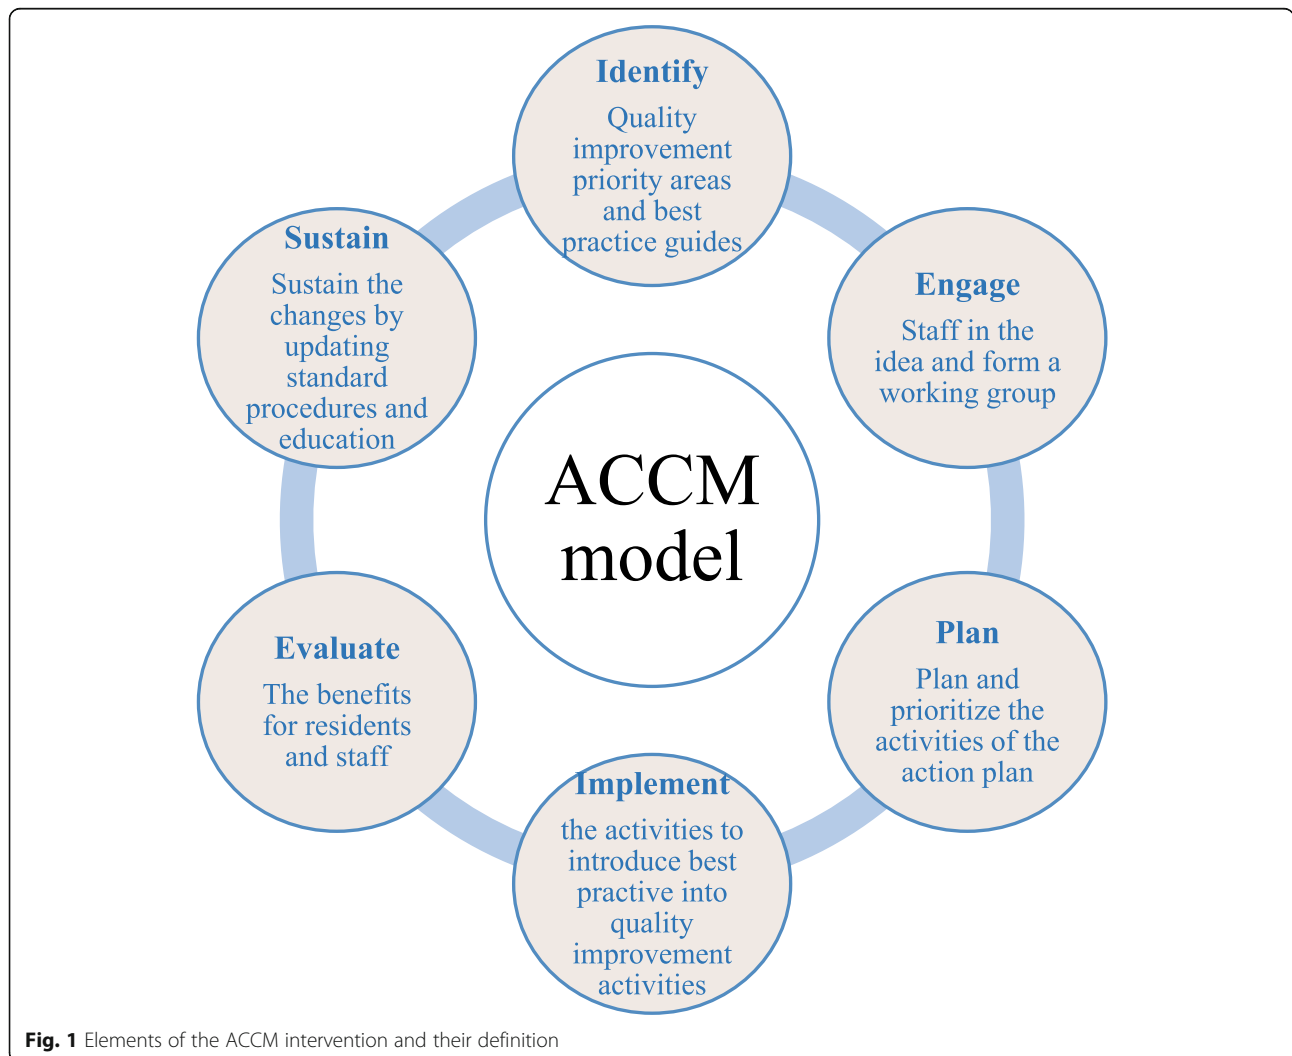 Identify
Quality
improvement
priority areas
and best
practice guides
Engage
Staff in the
idea and form a
working group
Plan
Plan and
prioritize the
activities of the
action plan
Implement
the activities to
introduce best
practive into
quality
improvement
activities
Evaluate
The benefits
for residents
and staff
Sustain
Sustain the
changes by
updating
standard
procedures and
education
ACCM
model
Fig. 1 Elements of the ACCM intervention and their definition